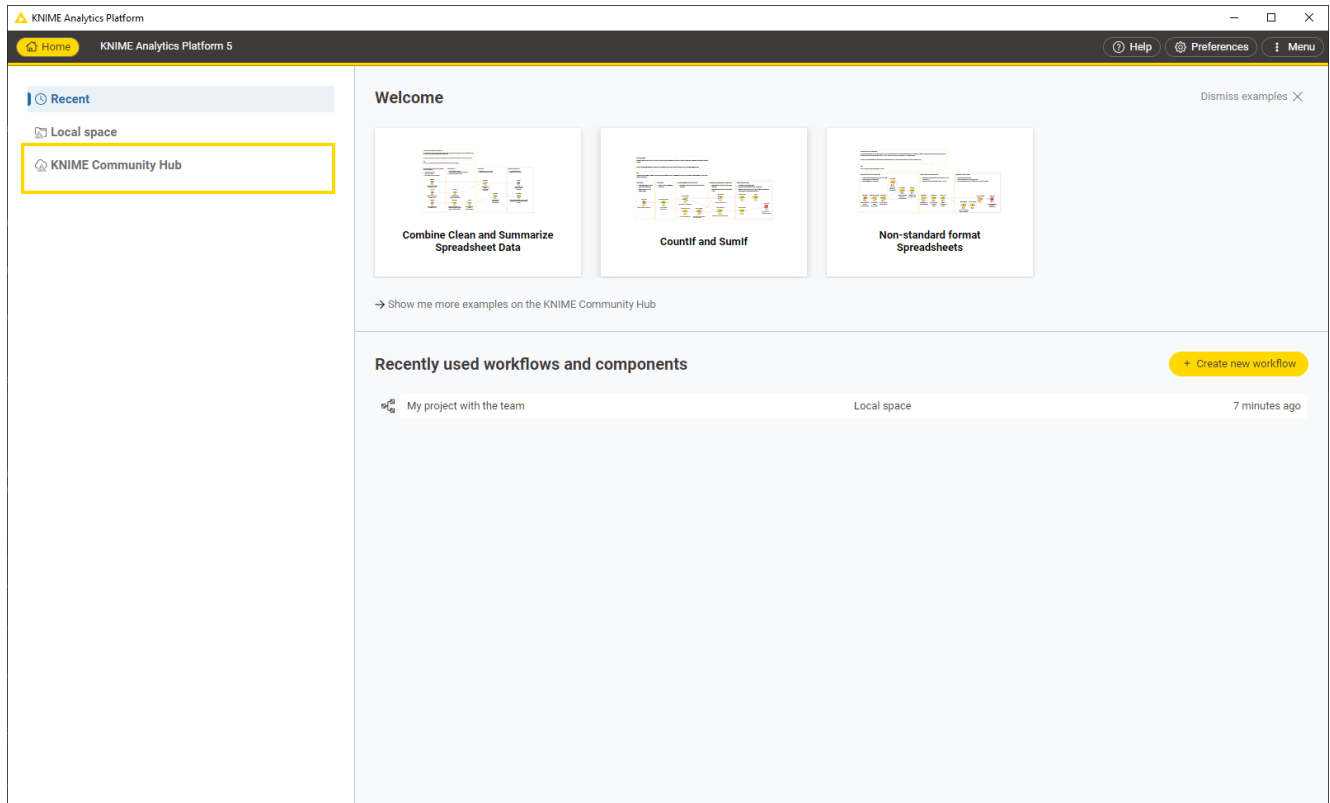 KNIME Analytics Platform
Home
KNIME Analytics Platform 5
Help
Preferences
Menu
Recent
Local space
KNIME Community Hub
Welcome
Dismiss examples
Combine Clean and Summarize
Spreadsheet Data
CountIf and SumIf
Non-standard format
Spreadsheets
Show me more examples on the KNIME Community Hub
Recently used workflows and components
+ Create new workflow
My project with the team
Local space
7 minutes ago